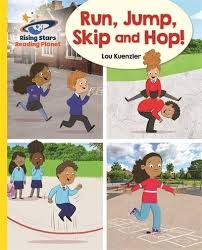 Rising Stars
Reading Planet
Run, Jump,
Skip and Hop!
Lou Kuenzler